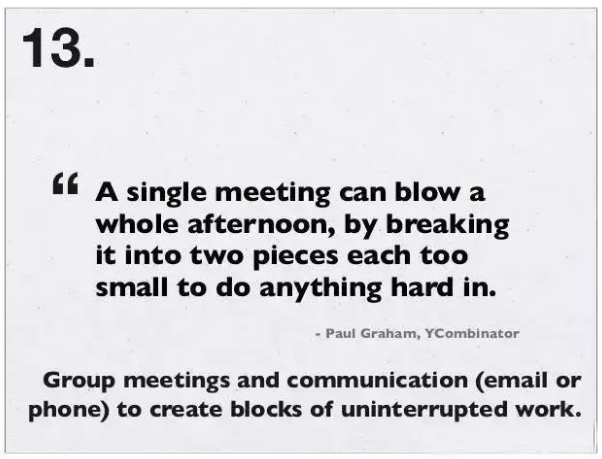 13.
“ A single meeting can blow a
whole afternoon, by breaking
it into two pieces each too
small to do anything hard in.
- Paul Graham, YCombinator
Group meetings and communication (email or
phone) to create blocks of uninterrupted work.